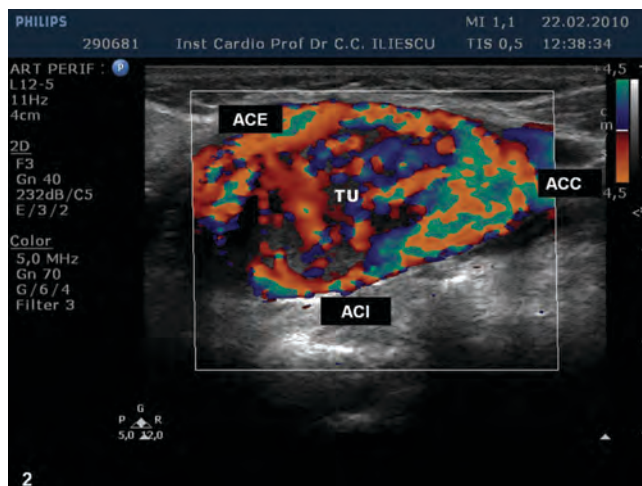 PHILIPS
MI 1,1 22.02.2010
290681 Inst Cardio Prof Dr C.C. ILIESCU TIS 0,5 12:38:34
ART PERIF : P
L12-5
11Hz
4cm
2D
F3
Gn 40
232dB/C5
E/3/2
Color
5,0 MHz
Gn 70
G/6/4
Filter 3
+4,5
c
m
4,5
ACE
TU
ACC
ACI
G
P R
5,0 12,0
2